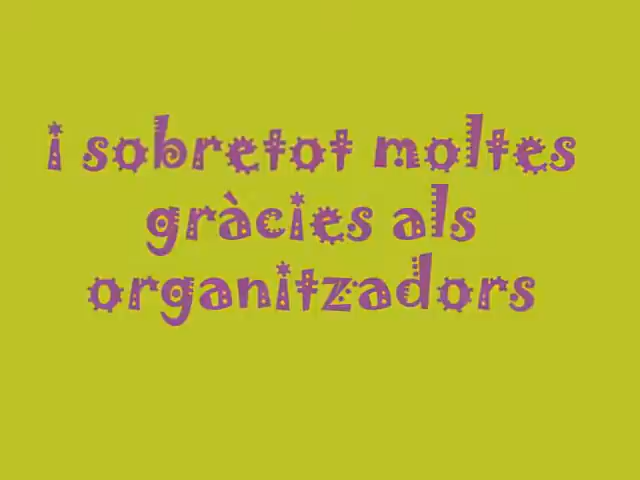 i sobretot moltes
gràcies als
organitzadors